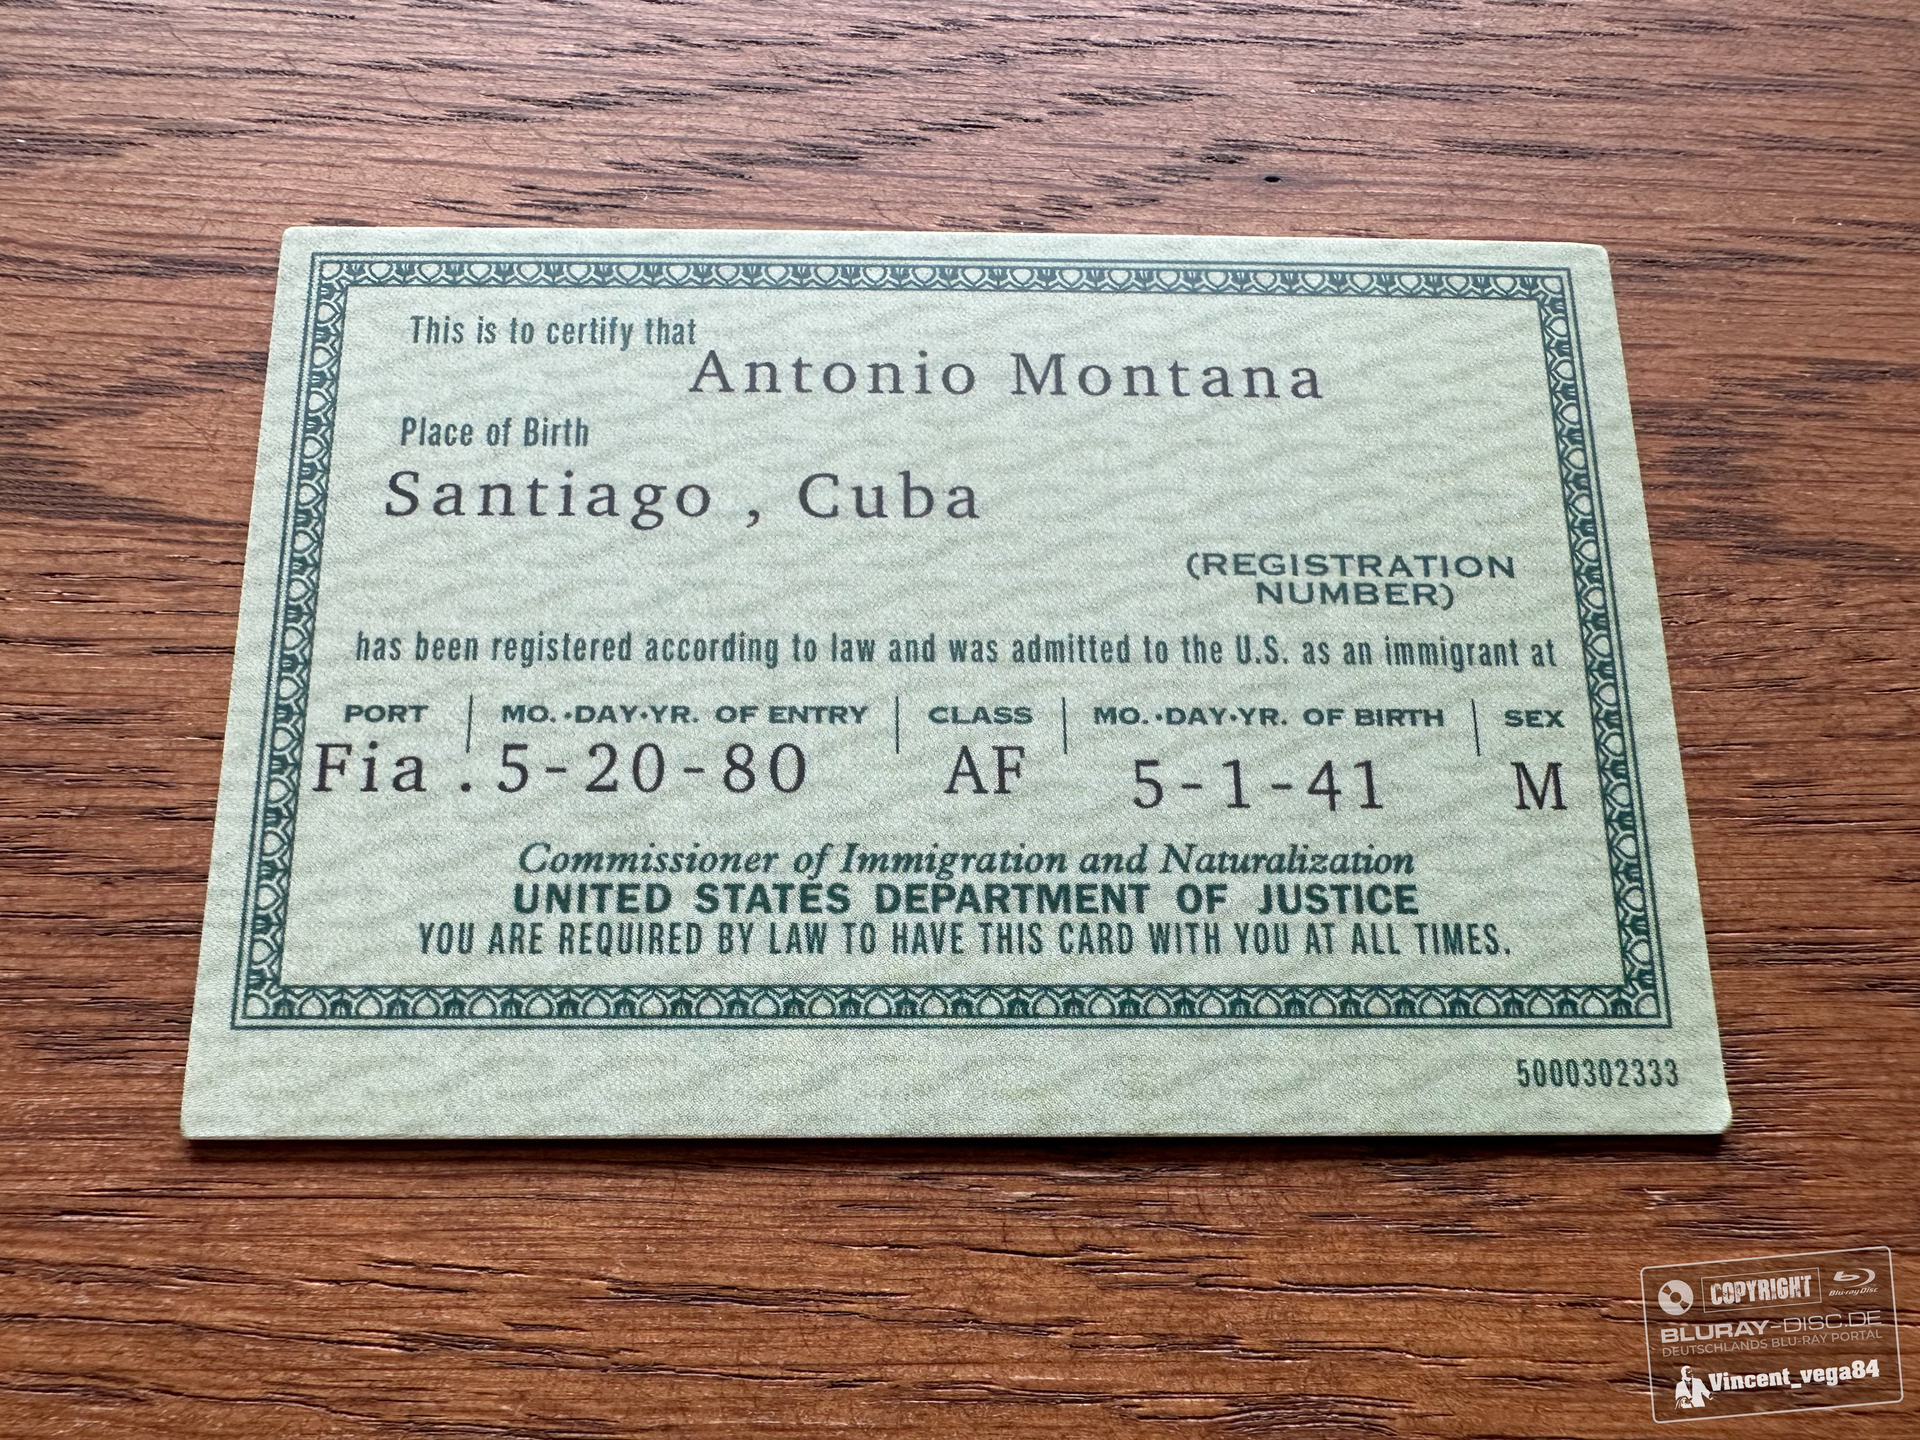 This is to certify that
Antonio Montana
Place of Birth
Santiago , Cuba
(REGISTRATION
NUMBER)
has been registered according to law and was admitted to the U.S. as an immigrant at
PORT MO.·DAY·YR. OF ENTRY CLASS MO.·DAY·YR. OF BIRTH SEX
Fia . 5-20-80 AF 5-1-41 M
Commissioner of Immigration and Naturalization
UNITED STATES DEPARTMENT OF JUSTICE
YOU ARE REQUIRED BY LAW TO HAVE THIS CARD WITH YOU AT ALL TIMES.
5000302333
COPYRIGHT Blu-ray Disc
BLURAY-DISC.DE
DEUTSCHLANDS BLU-RAY PORTAL
Vincent_vega84